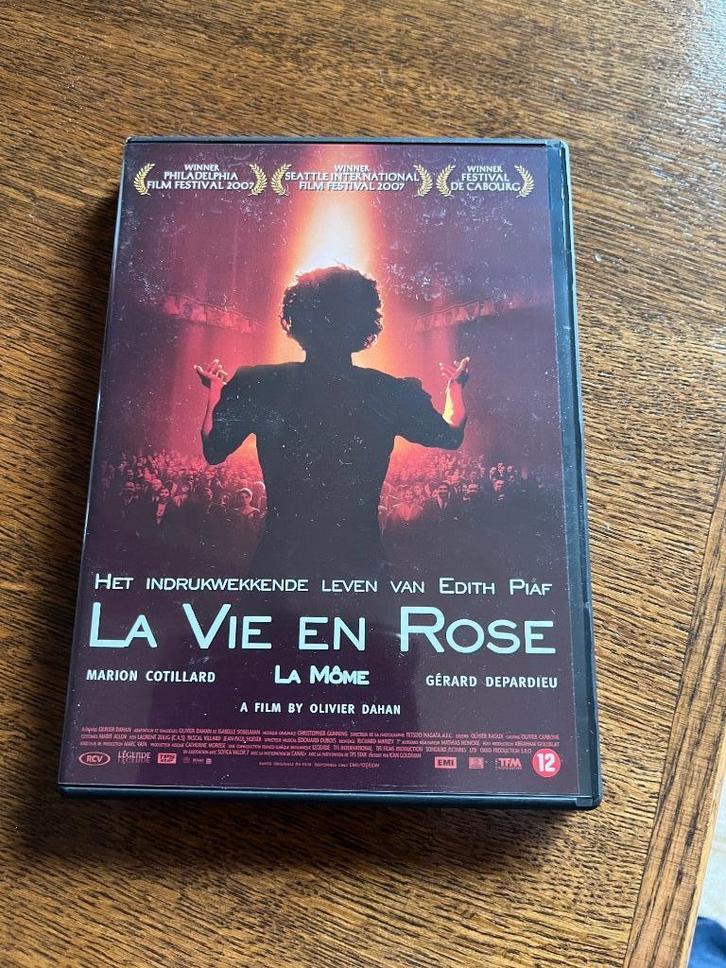 WINNER
PHILADELPHIA
FILM FESTIVAL 2007
WINNER
SEATTLE INTERNATIONAL
FILM FESTIVAL 2007
WINNER
FESTIVAL
DE CABOURG
HET INDRUKWEKKENDE LEVEN VAN EDITH PIAF
LA VIE EN ROSE
MARION COTILLARD
LA MÔME
GÉRARD DEPARDIEU
A FILM BY OLIVIER DAHAN
RCV
LÉGENDE
EMI
TFM
12